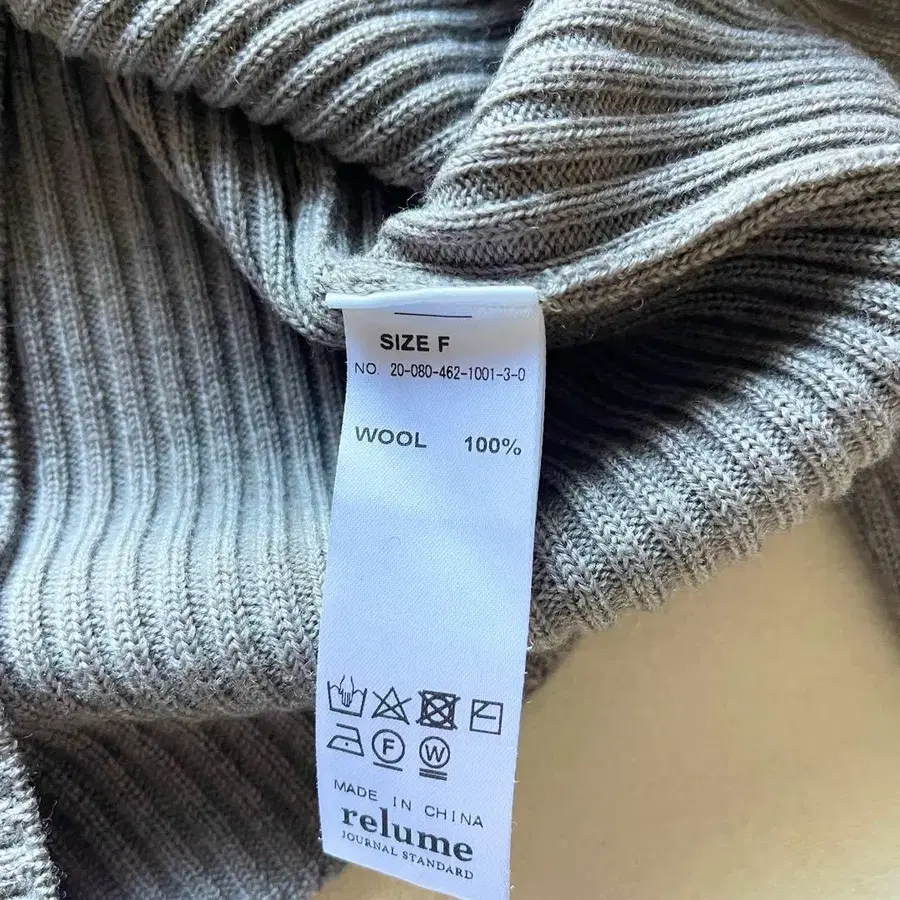 SIZE F
NO. 20-080-462-1001-3-0
WOOL 100%
F W
MADE IN CHINA
relume
JOURNAL STANDARD